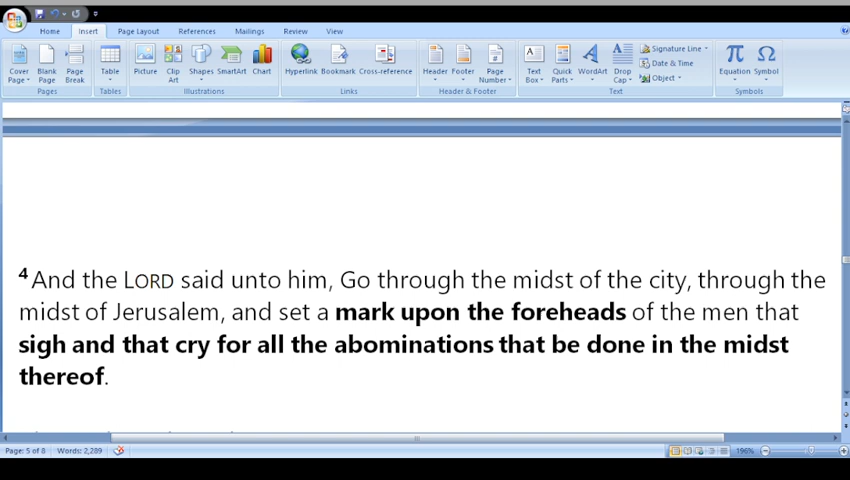 Home Insert Page Layout References Mailings Review View
Cover Page Blank Page Page Break Table Picture Clip Art Shapes SmartArt Chart Hyperlink Bookmark Cross-reference Header Footer Page Number Text Box Quick Parts WordArt Drop Cap Signature Line Date & Time Object Equation Symbol
Pages Tables Illustrations Links Header & Footer Text Symbols
4 And the LORD said unto him, Go through the midst of the city, through the
midst of Jerusalem, and set a mark upon the foreheads of the men that
sigh and that cry for all the abominations that be done in the midst
thereof.
Page: 5 of 8 Words: 2,289 196%